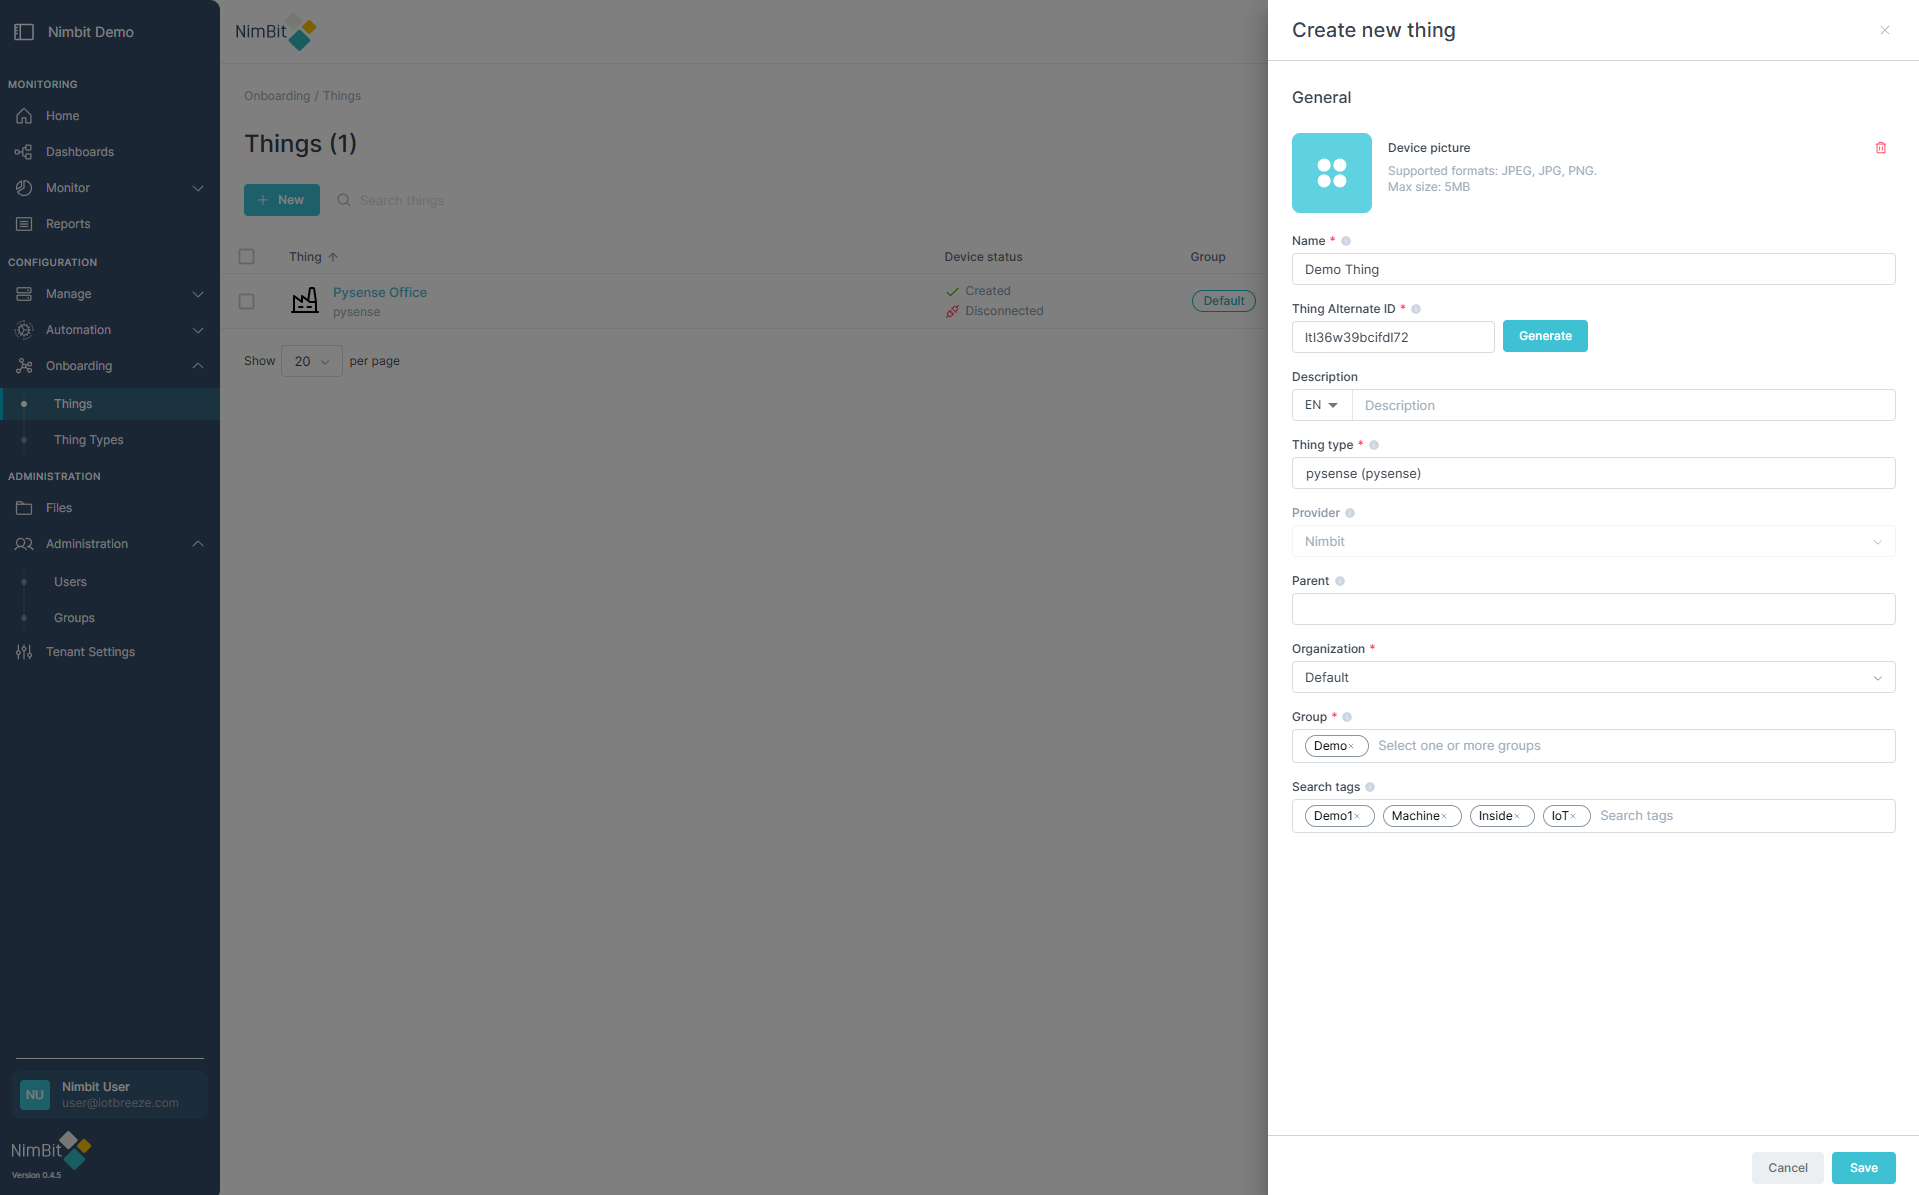 Nimbit Demo
MONITORING
Home
Dashboards
Monitor
Reports
CONFIGURATION
Manage
Automation
Onboarding
Things
Thing Types
ADMINISTRATION
Files
Administration
Users
Groups
Tenant Settings
NU
Nimbit User
user@iotbreeze.com
NimBit
Version 0.4.5
NimBit
Onboarding / Things
Things (1)
+ New
Search things
Thing
Device status
Group
Pysense Office
pysense
Created
Disconnected
Default
Show 20 per page
Create new thing
General
Device picture
Supported formats: JPEG, JPG, PNG.
Max size: 5MB
Name *
Demo Thing
Thing Alternate ID *
ltl36w39bcifdl72
Generate
Description
EN
Description
Thing type *
pysense (pysense)
Provider
Nimbit
Parent
Organization *
Default
Group *
Demo× Select one or more groups
Search tags
Demo1× Machine× Inside× IoT× Search tags
Cancel
Save